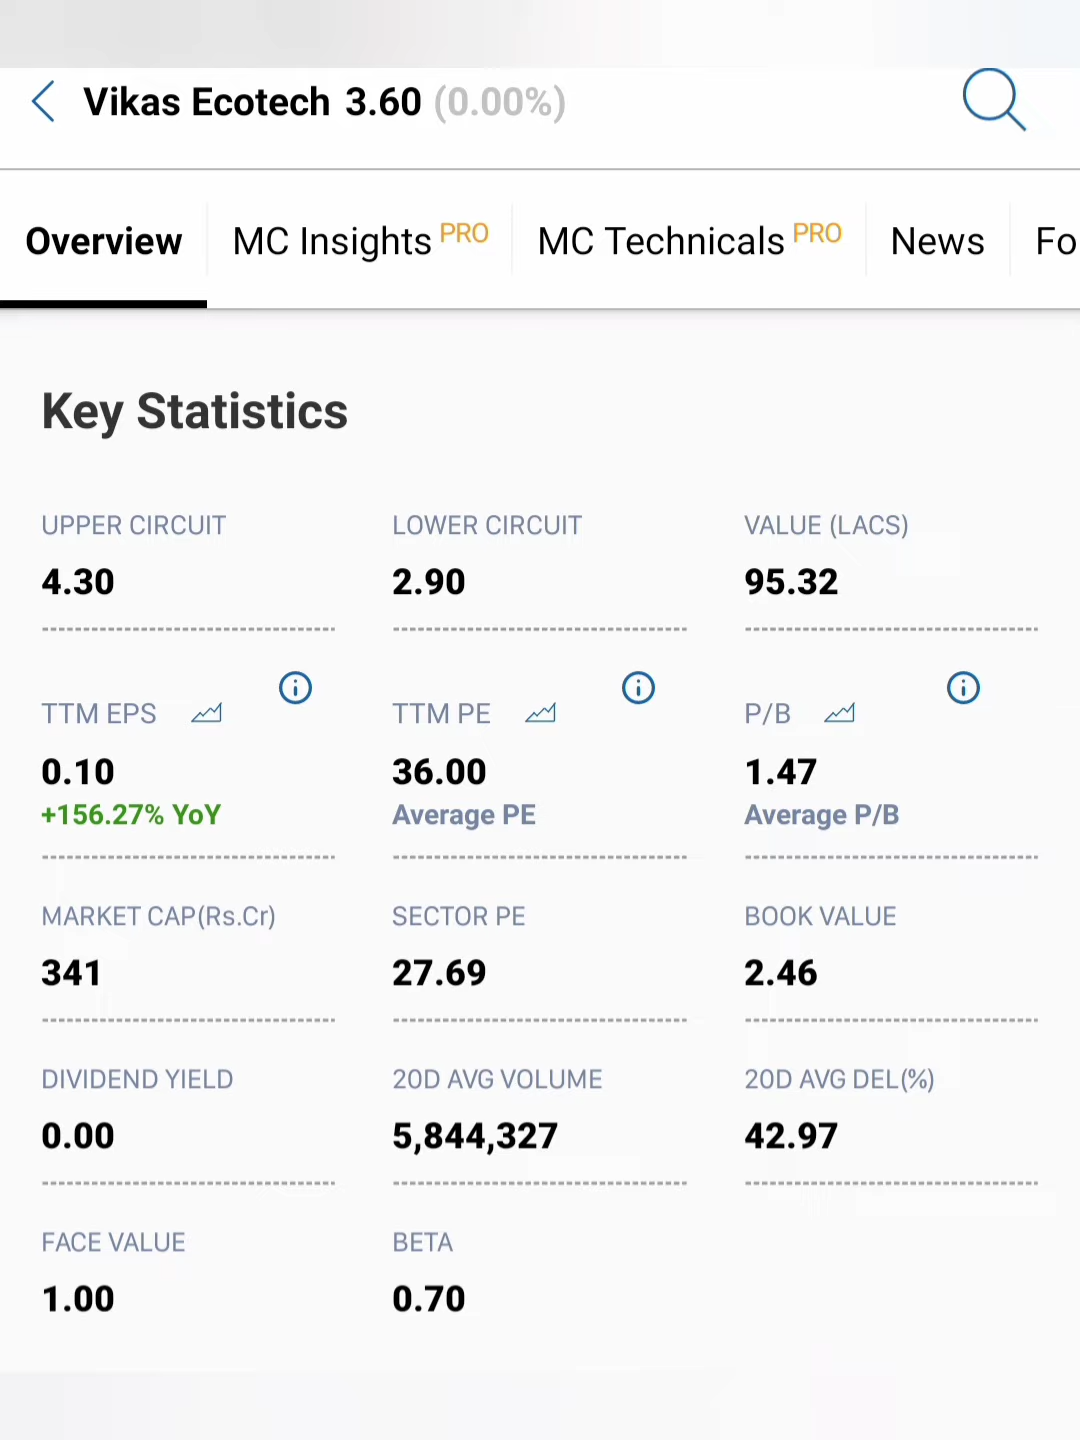 Vikas Ecotech 3.60 (0.00%)
Overview MC Insights PRO MC Technicals PRO News Fo
Key Statistics
UPPER CIRCUIT LOWER CIRCUIT VALUE (LACS)
4.30 2.90 95.32
TTM EPS TTM PE P/B
0.10 36.00 1.47
+156.27% YoY Average PE Average P/B
MARKET CAP(Rs.Cr) SECTOR PE BOOK VALUE
341 27.69 2.46
DIVIDEND YIELD 20D AVG VOLUME 20D AVG DEL(%)
0.00 5,844,327 42.97
FACE VALUE BETA
1.00 0.70